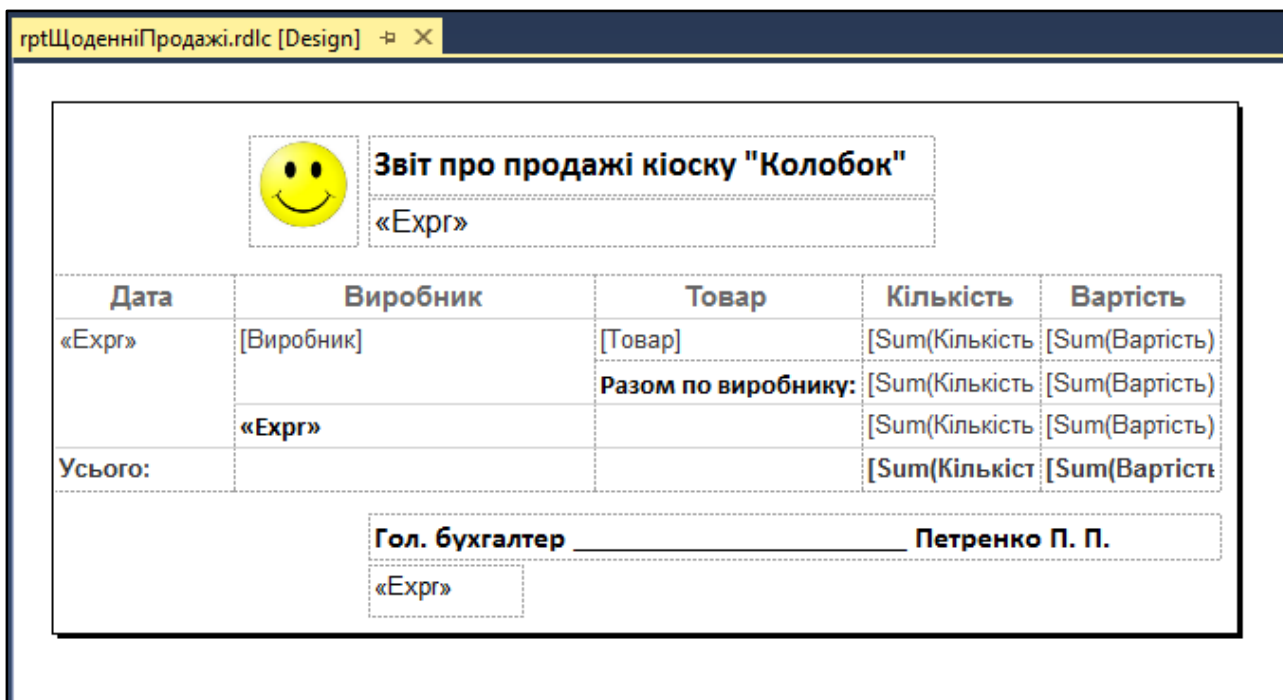 rptЩоденніПродажі.rdlc [Design]
Звіт про продажі кіоску "Колобок"
«Expr»
Дата Виробник Товар Кількість Вартість
«Expr» [Виробник] [Товар] [Sum(Кількість [Sum(Вартість)
Разом по виробнику: [Sum(Кількість [Sum(Вартість)
«Expr» [Sum(Кількість [Sum(Вартість)
Усього: [Sum(Кількіст [Sum(Вартість
Гол. бухгалтер ________________________ Петренко П. П.
«Expr»